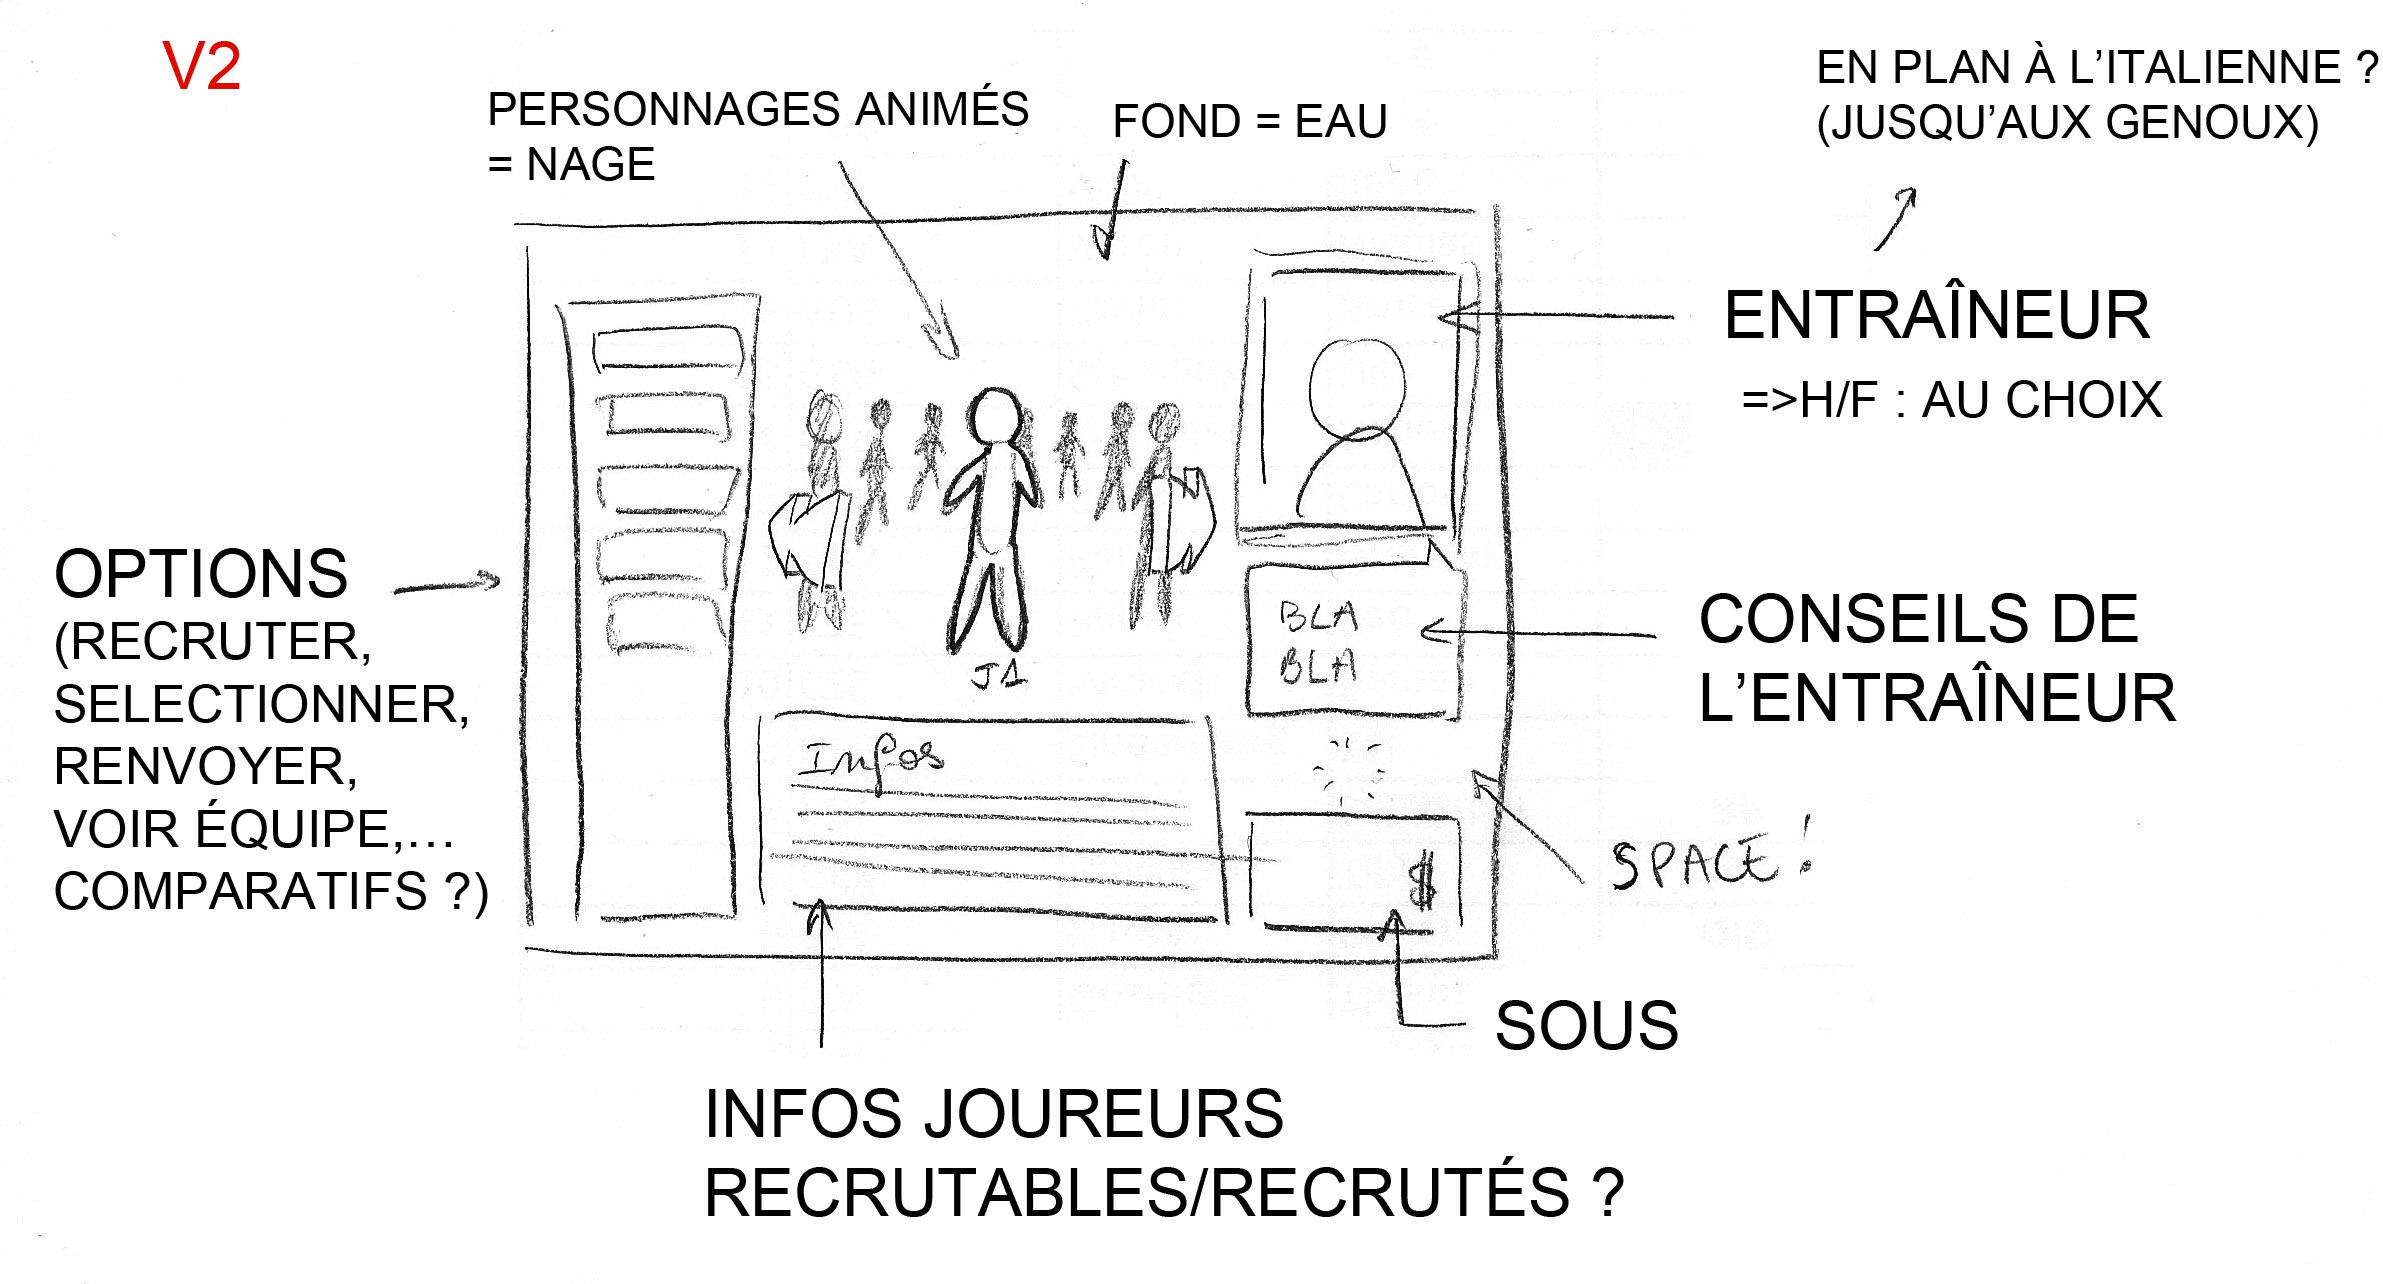 V2
PERSONNAGES ANIMÉS
= NAGE
FOND = EAU
EN PLAN À L'ITALIENNE ?
(JUSQU'AUX GENOUX)
ENTRAÎNEUR
=>H/F : AU CHOIX
OPTIONS
(RECRUTER,
SELECTIONNER,
RENVOYER,
VOIR ÉQUIPE,...
COMPARATIFS ?)
J1
BLA
BLA
CONSEILS DE
L'ENTRAÎNEUR
Infos
$
SPACE !
SOUS
INFOS JOUREURS
RECRUTABLES/RECRUTÉS ?